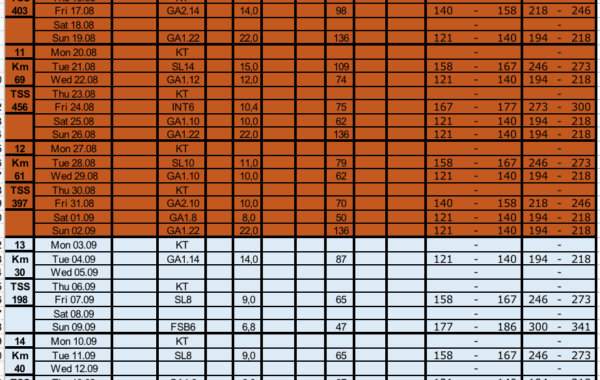 403 Fri 17.08 GA2.14 14,0 98 140 - 158 218 - 246
Sat 18.08 - -
Sun 19.08 GA1.22 22,0 136 121 - 140 194 - 218
11 Mon 20.08 KT - -
Km Tue 21.08 SL14 15,0 109 158 - 167 246 - 273
69 Wed 22.08 GA1.12 12,0 74 121 - 140 194 - 218
TSS Thu 23.08 KT - -
456 Fri 24.08 INT6 10,4 75 167 - 177 273 - 300
Sat 25.08 GA1.10 10,0 62 121 - 140 194 - 218
Sun 26.08 GA1.22 22,0 136 121 - 140 194 - 218
12 Mon 27.08 KT - -
Km Tue 28.08 SL10 11,0 79 158 - 167 246 - 273
61 Wed 29.08 GA1.10 10,0 62 121 - 140 194 - 218
TSS Thu 30.08 KT - -
397 Fri 31.08 GA2.10 10,0 70 140 - 158 218 - 246
Sat 01.09 GA1.8 8,0 50 121 - 140 194 - 218
Sun 02.09 GA1.22 22,0 136 121 - 140 194 - 218
13 Mon 03.09 KT - -
Km Tue 04.09 GA1.14 14,0 87 121 - 140 194 - 218
30 Wed 05.09 - -
TSS Thu 06.09 KT - -
198 Fri 07.09 SL8 9,0 65 158 - 167 246 - 273
Sat 08.09 - -
Sun 09.09 FSB6 6,8 47 177 - 186 300 - 341
14 Mon 10.09 KT - -
Km Tue 11.09 SL8 9,0 65 158 - 167 246 - 273
40 Wed 12.09 - -